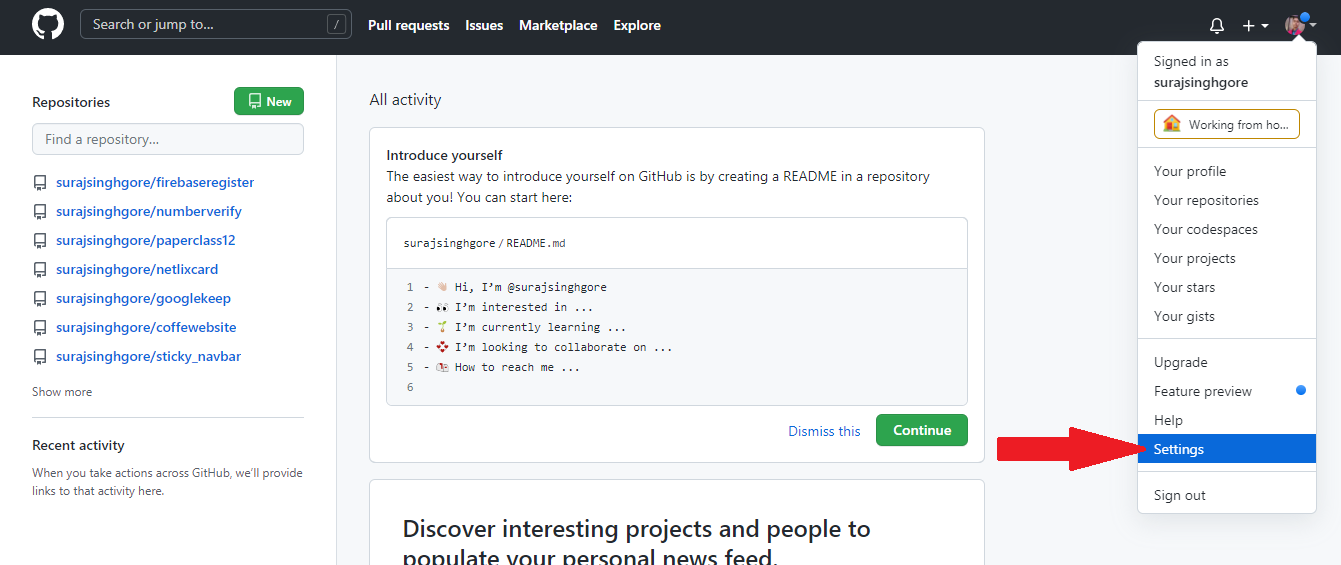 Search or jump to...
/
Pull requests
Issues
Marketplace
Explore
Signed in as
surajsinghgore
Working from ho...
Your profile
Your repositories
Your codespaces
Your projects
Your stars
Your gists
Upgrade
Feature preview
Help
Settings
Sign out
Repositories
New
Find a repository...
surajsinghgore/firebaseregister
surajsinghgore/numberverify
surajsinghgore/paperclass12
surajsinghgore/netlixcard
surajsinghgore/googlekeep
surajsinghgore/coffewebsite
surajsinghgore/sticky_navbar
Show more
Recent activity
When you take actions across GitHub, we'll provide
links to that activity here.
All activity
Introduce yourself
The easiest way to introduce yourself on GitHub is by creating a README in a repository
about you! You can start here:
surajsinghgore/README.md
1 - 👋 Hi, I'm @surajsinghgore
2 - 👀 I'm interested in ...
3 - 🌱 I'm currently learning ...
4 - 💞️ I'm looking to collaborate on ...
5 - 📫 How to reach me ...
6
Dismiss this
Continue
Discover interesting projects and people to
populate your personal news feed.